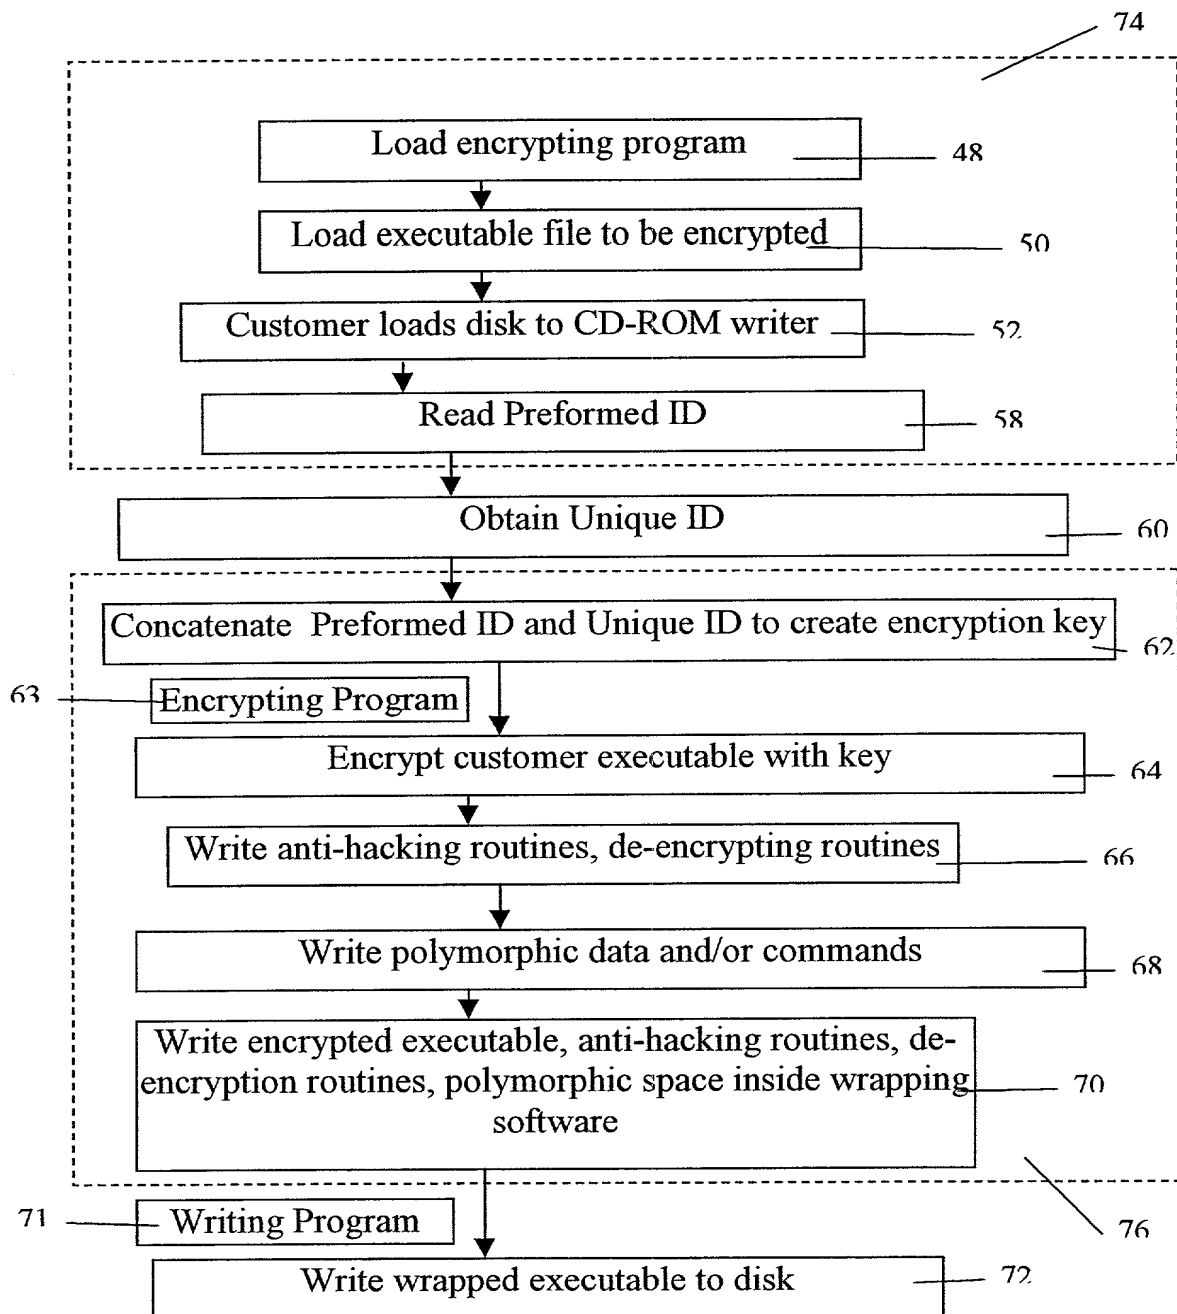 74
Load encrypting program
48
Load executable file to be encrypted
50
Customer loads disk to CD-ROM writer
52
Read Preformed ID
58
Obtain Unique ID
60
Concatenate Preformed ID and Unique ID to create encryption key
62
63
Encrypting Program
Encrypt customer executable with key
64
Write anti-hacking routines, de-encrypting routines
66
Write polymorphic data and/or commands
68
Write encrypted executable, anti-hacking routines, de-
encryption routines, polymorphic space inside wrapping
software
70
71
Writing Program
76
Write wrapped executable to disk
72